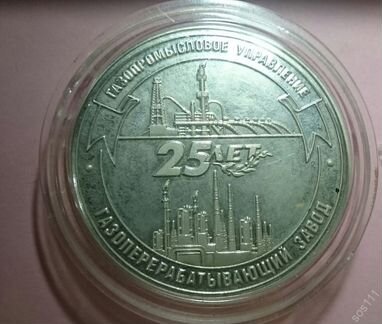 ГАЗОПРОМЫСЛОВОЕ УПРАВЛЕНИЕ
25 ЛЕТ
ГАЗОПЕРЕРАБАТЫВАЮЩИЙ ЗАВОД
sos111